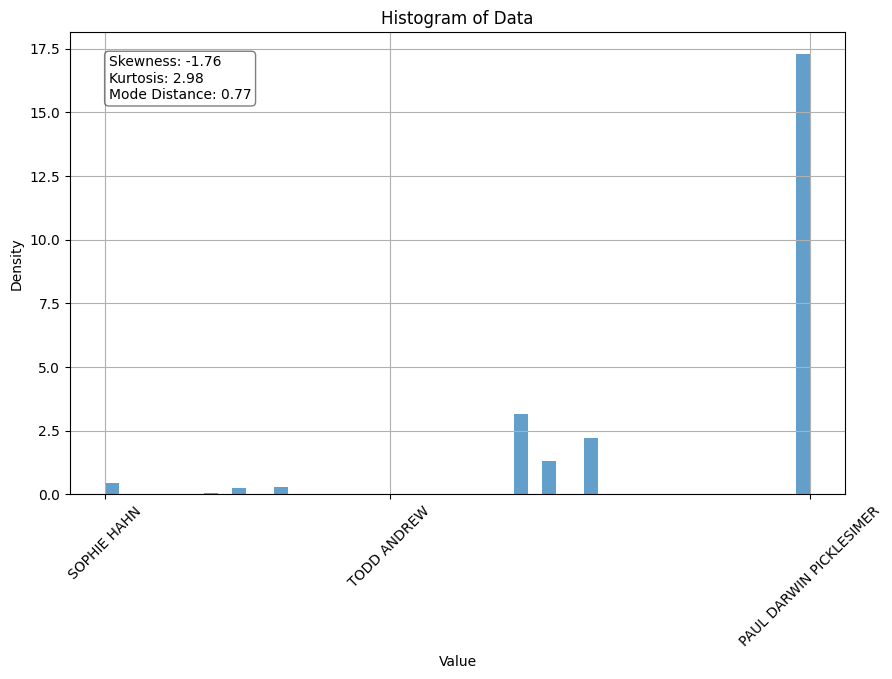 Histogram of Data
Skewness: -1.76
Kurtosis: 2.98
Mode Distance: 0.77
17.5
15.0
12.5
10.0
7.5
5.0
2.5
0.0
Density
SOPHIE HAHN
TODD ANDREW
PAUL DARWIN PICKLESIMER
Value